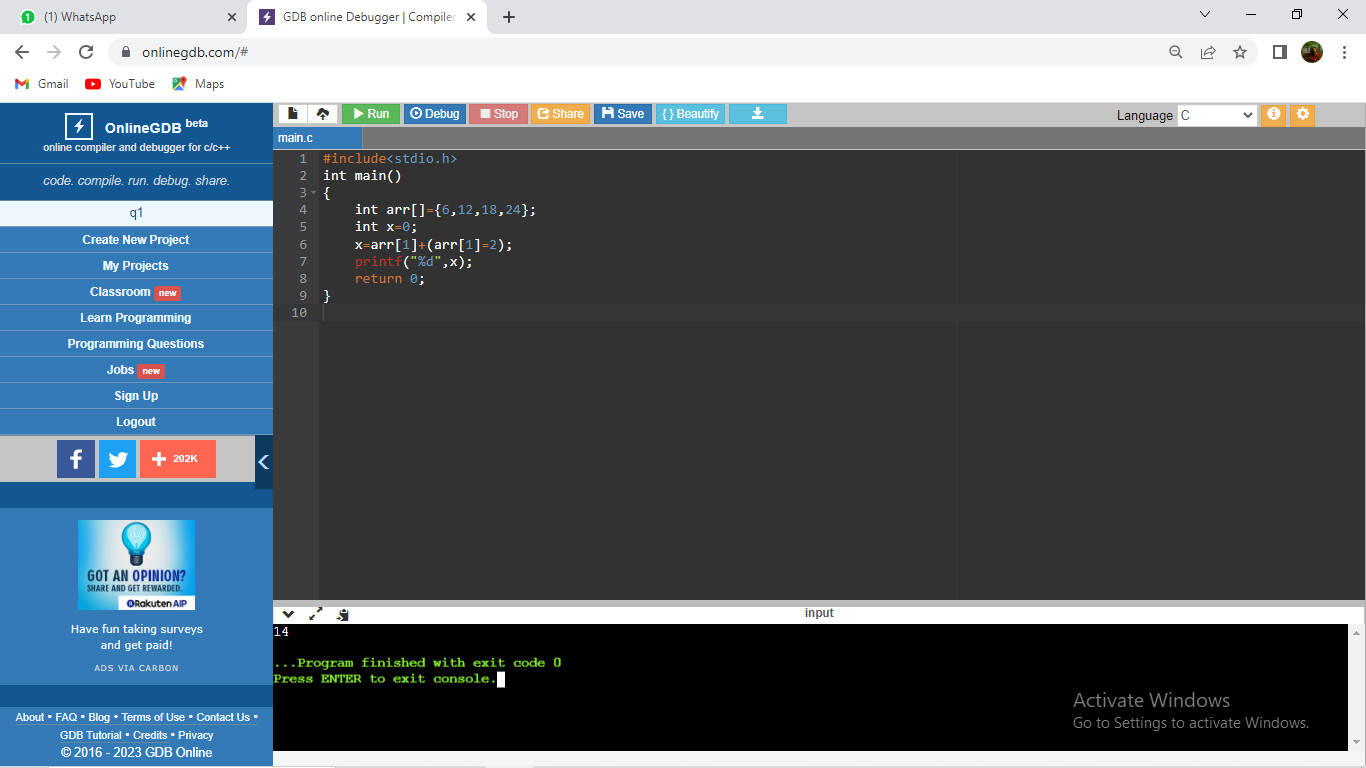 (1) WhatsApp
GDB online Debugger | Compiler
onlinegdb.com/#
Gmail
YouTube
Maps
OnlineGDB beta
online compiler and debugger for c/c++
code. compile. run. debug. share.
q1
Create New Project
My Projects
Classroom new
Learn Programming
Programming Questions
Jobs new
Sign Up
Logout
202K
GOT AN OPINION?
SHARE AND GET REWARDED.
Rakuten AIP
Have fun taking surveys
and get paid!
ADS VIA CARBON
About • FAQ • Blog • Terms of Use • Contact Us •
GDB Tutorial • Credits • Privacy
© 2016 - 2023 GDB Online
Run Debug Stop Share Save { } Beautify
Language C
main.c
1 #include<stdio.h>
2 int main()
3 {
4     int arr[]={6,12,18,24};
5     int x=0;
6     x=arr[1]+(arr[1]=2);
7     printf("%d",x);
8     return 0;
9 }
10
input
14
...Program finished with exit code 0
Press ENTER to exit console.
Activate Windows
Go to Settings to activate Windows.